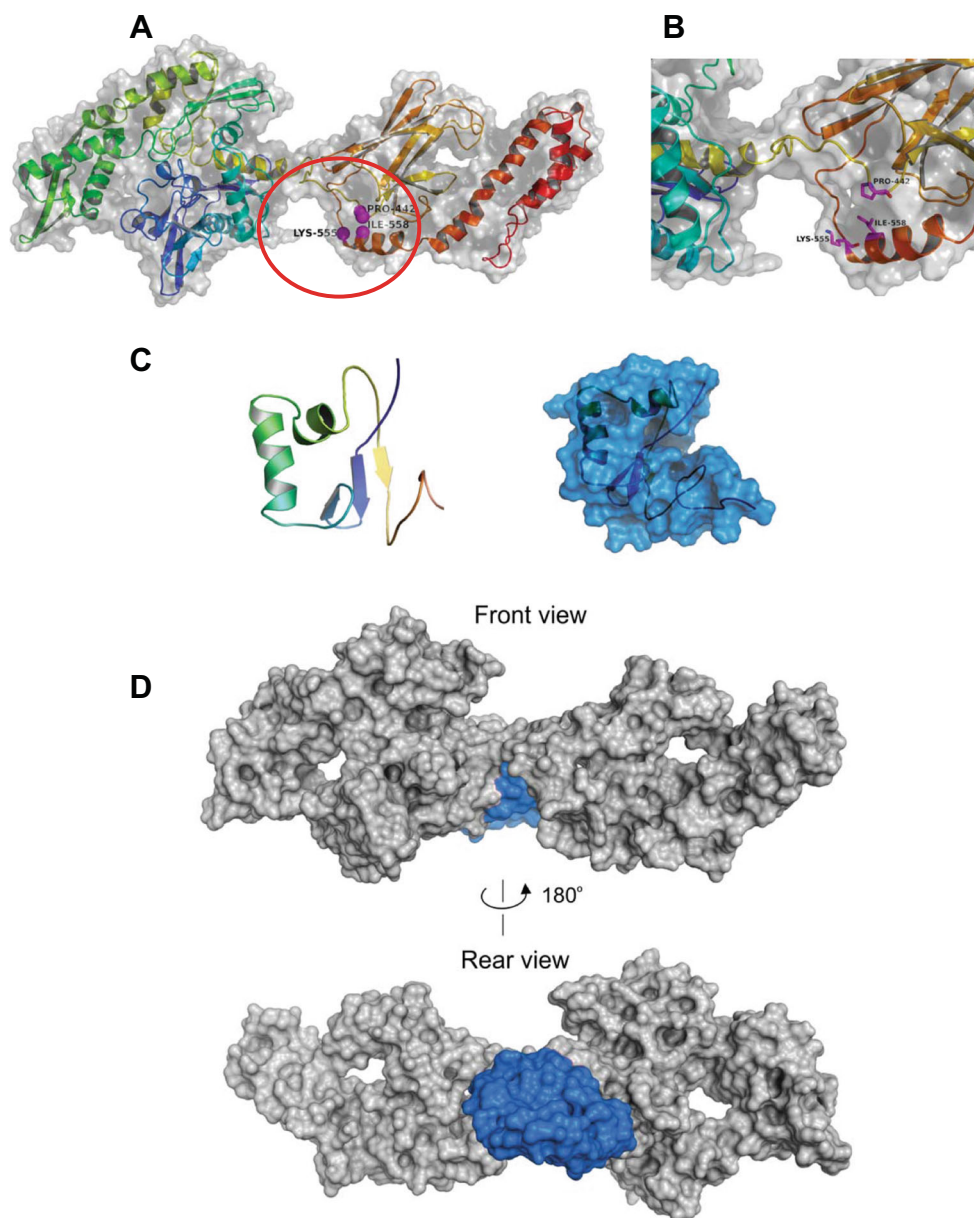 A
B
PRO-442
ILE-558
LYS-555
PRO-442
ILE-558
LYS-555
C
Front view
D
180°
Rear view